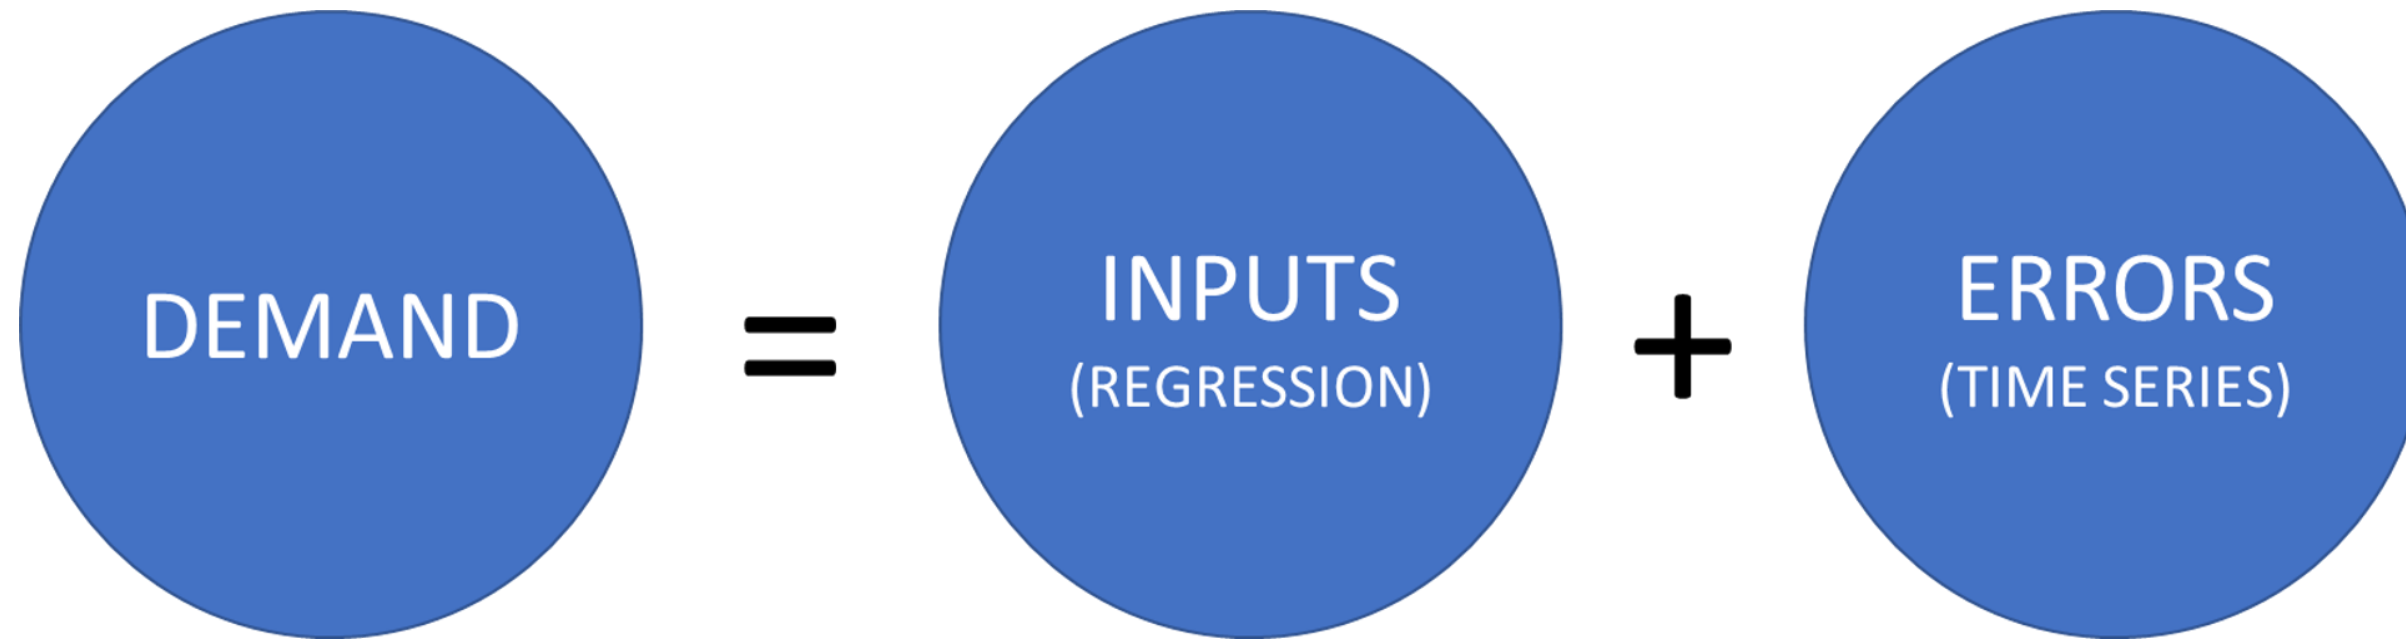 DEMAND
=
INPUTS
(REGRESSION)
+
ERRORS
(TIME SERIES)